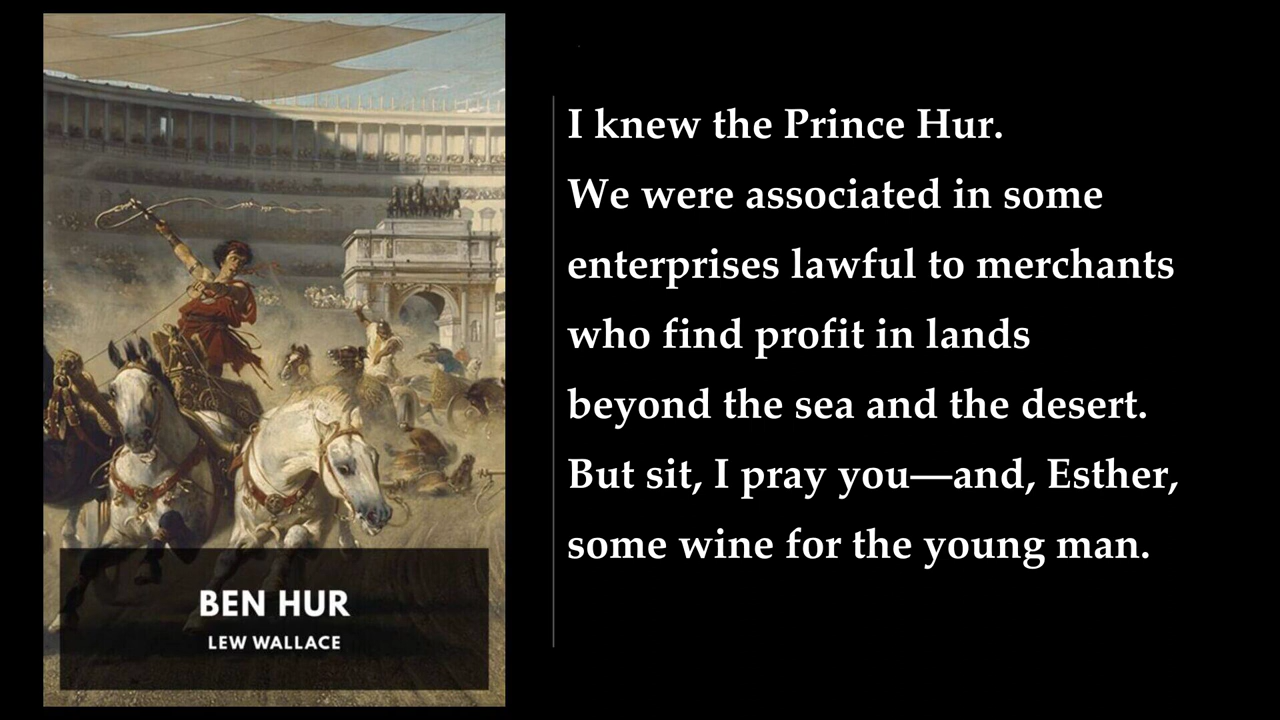 BEN HUR
LEW WALLACE
I knew the Prince Hur.
We were associated in some
enterprises lawful to merchants
who find profit in lands
beyond the sea and the desert.
But sit, I pray you—and, Esther,
some wine for the young man.